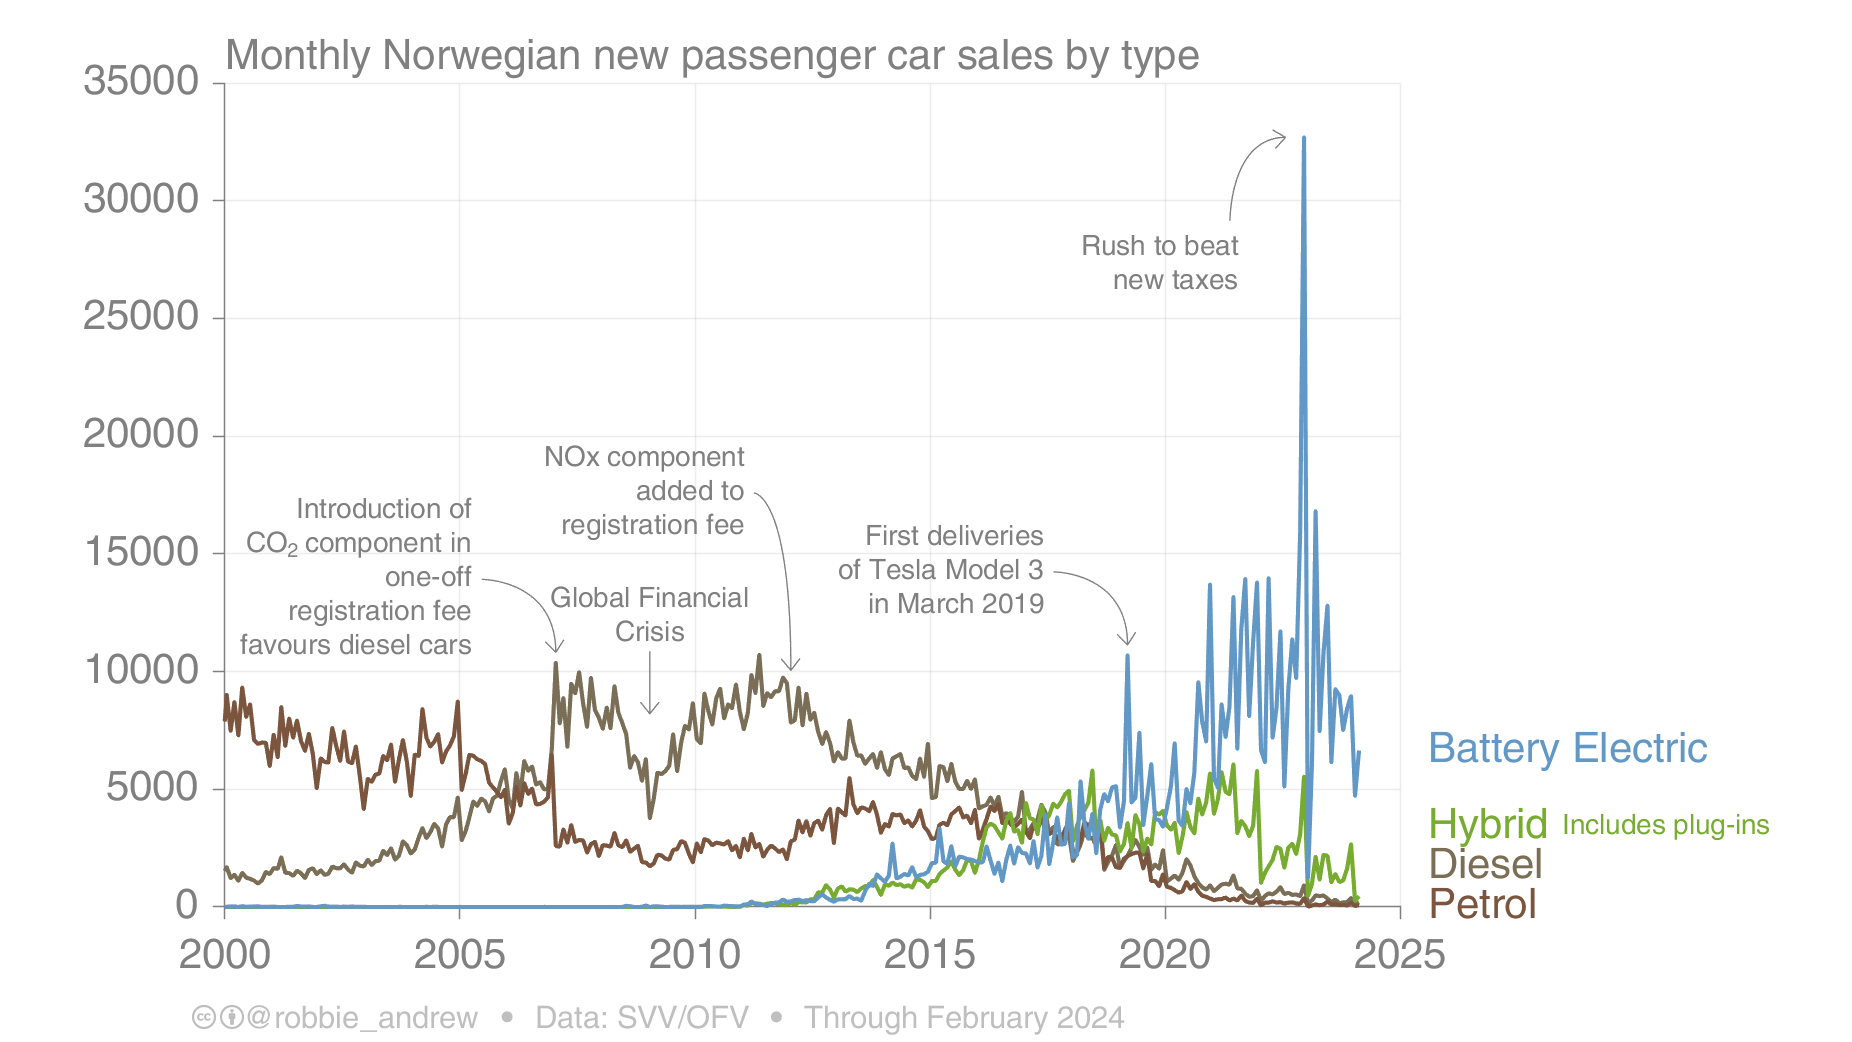 Monthly Norwegian new passenger car sales by type
35000
30000
25000
20000
15000
10000
5000
0
Rush to beat
new taxes
NOx component
added to
registration fee
Introduction of
CO₂ component in
one-off
registration fee
favours diesel cars
Global Financial
Crisis
First deliveries
of Tesla Model 3
in March 2019
Battery Electric
Hybrid Includes plug-ins
Diesel
Petrol
2000 2005 2010 2015 2020 2025
@robbie_andrew • Data: SVV/OFV • Through February 2024